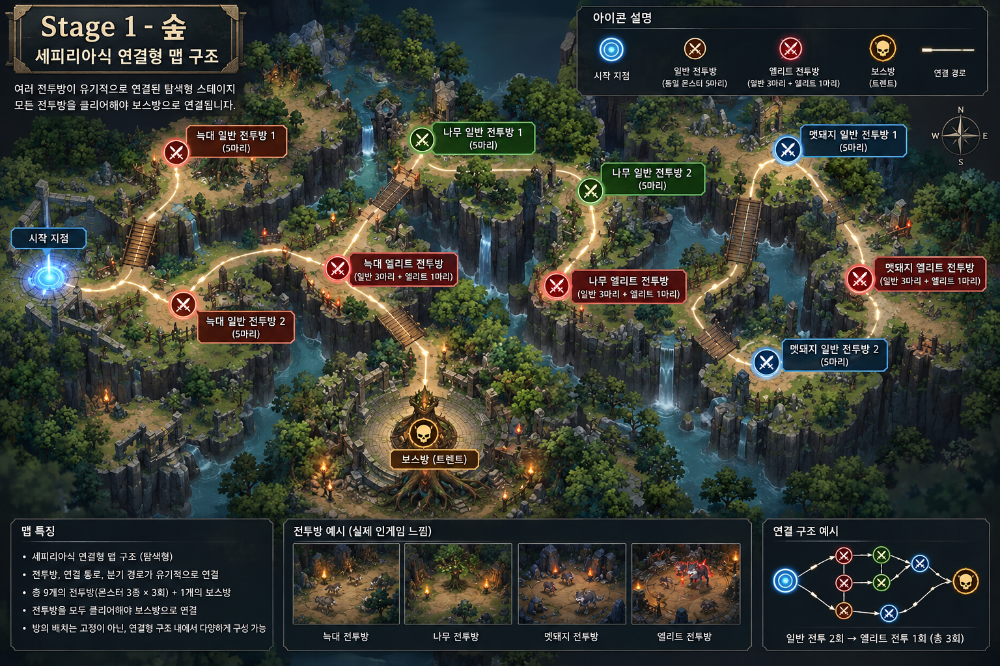 Stage 1 - 숲
세피리아식 연결형 맵 구조
여러 전투방이 유기적으로 연결된 탐색형 스테이지
모든 전투방을 클리어해야 보스방으로 연결됩니다.
아이콘 설명
시작 지점
일반 전투방
(동일 몬스터 5마리)
엘리트 전투방
(일반 3마리 + 엘리트 1마리)
보스방
(트렌트)
연결 경로
N
W
E
S
늑대 일반 전투방 1
(5마리)
나무 일반 전투방 1
(5마리)
멧돼지 일반 전투방 1
(5마리)
나무 일반 전투방 2
(5마리)
시작 지점
늑대 엘리트 전투방
(일반 3마리 + 엘리트 1마리)
나무 엘리트 전투방
(일반 3마리 + 엘리트 1마리)
멧돼지 엘리트 전투방
(일반 3마리 + 엘리트 1마리)
늑대 일반 전투방 2
(5마리)
멧돼지 일반 전투방 2
(5마리)
보스방 (트렌트)
맵 특징
• 세피리아식 연결형 맵 구조 (탐색형)
• 전투방, 연결 통로, 분기 경로가 유기적으로 연결
• 총 9개의 전투방(몬스터 3종 × 3회) + 1개의 보스방
• 전투방을 모두 클리어해야 보스방으로 연결
• 방의 배치는 고정이 아닌, 연결형 구조 내에서 다양하게 구성 가능
전투방 예시 (실제 인게임 느낌)
늑대 전투방
나무 전투방
멧돼지 전투방
엘리트 전투방
연결 구조 예시
일반 전투 2회 → 엘리트 전투 1회 (총 3회)